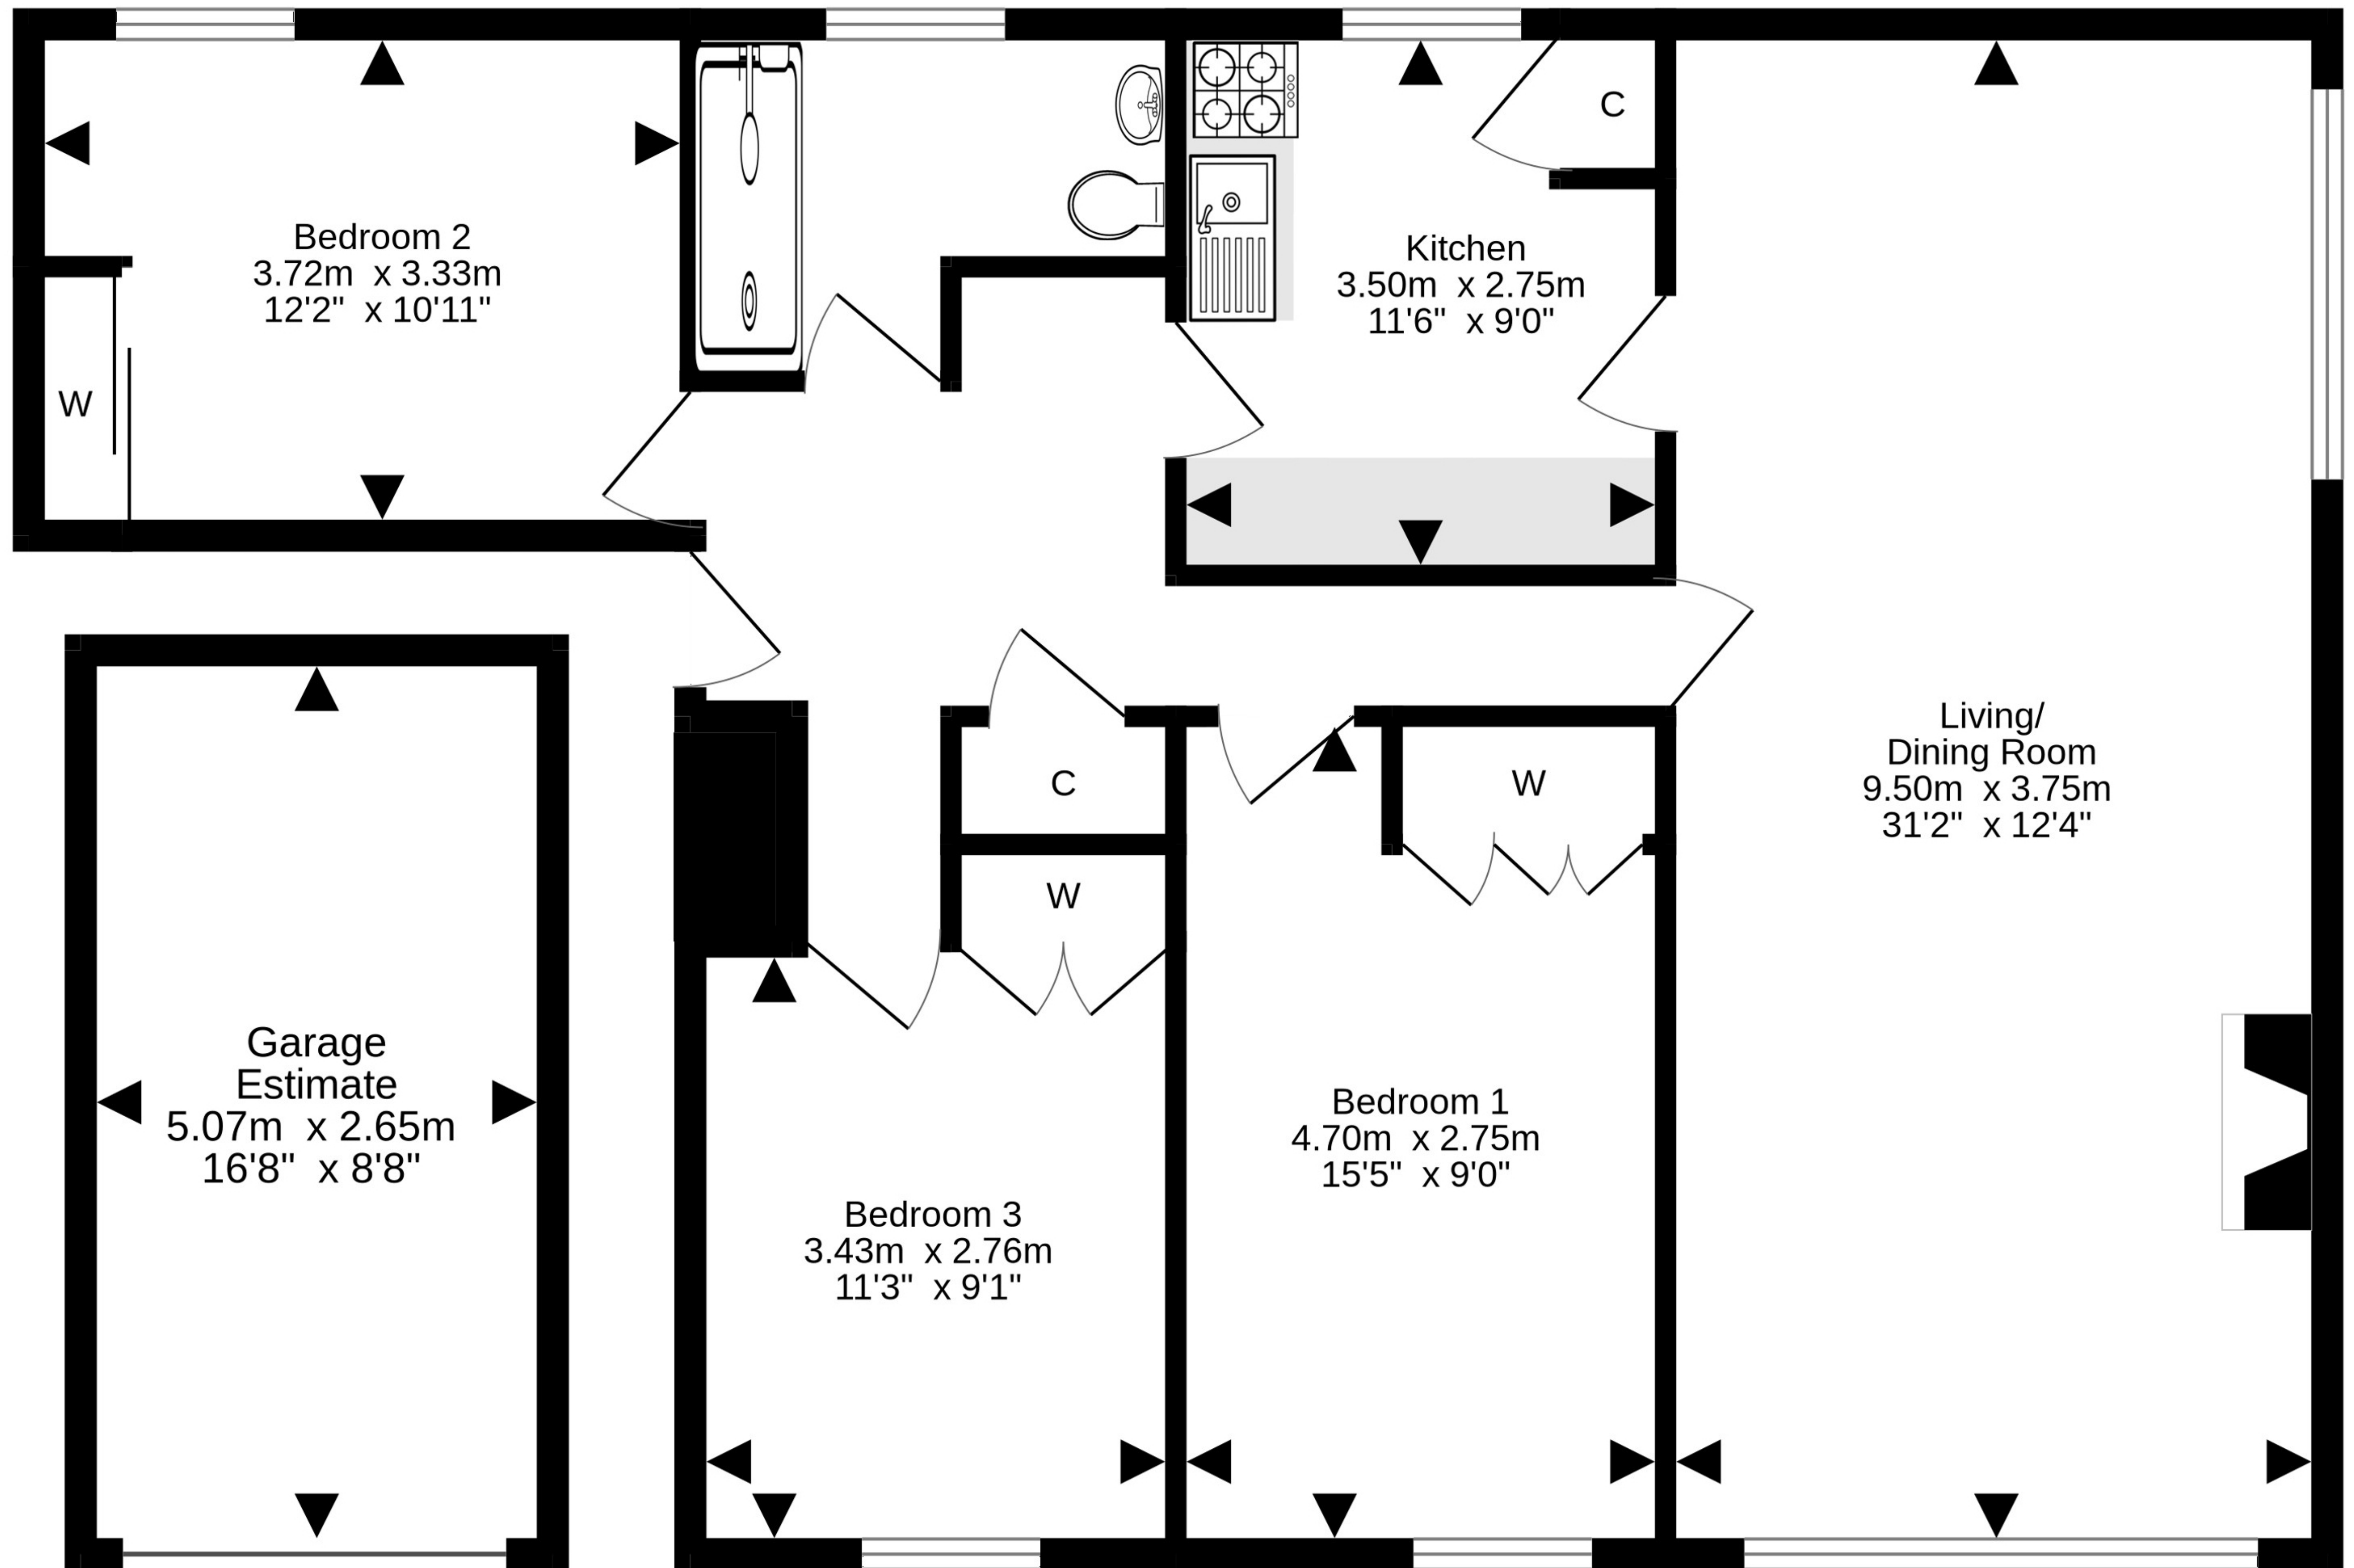 Bedroom 2
3.72m x 3.33m
12'2" x 10'11"
W
Kitchen
3.50m x 2.75m
11'6" x 9'0"
C
Living/
Dining Room
9.50m x 3.75m
31'2" x 12'4"
C
W
W
Garage
Estimate
5.07m x 2.65m
16'8" x 8'8"
Bedroom 3
3.43m x 2.76m
11'3" x 9'1"
Bedroom 1
4.70m x 2.75m
15'5" x 9'0"